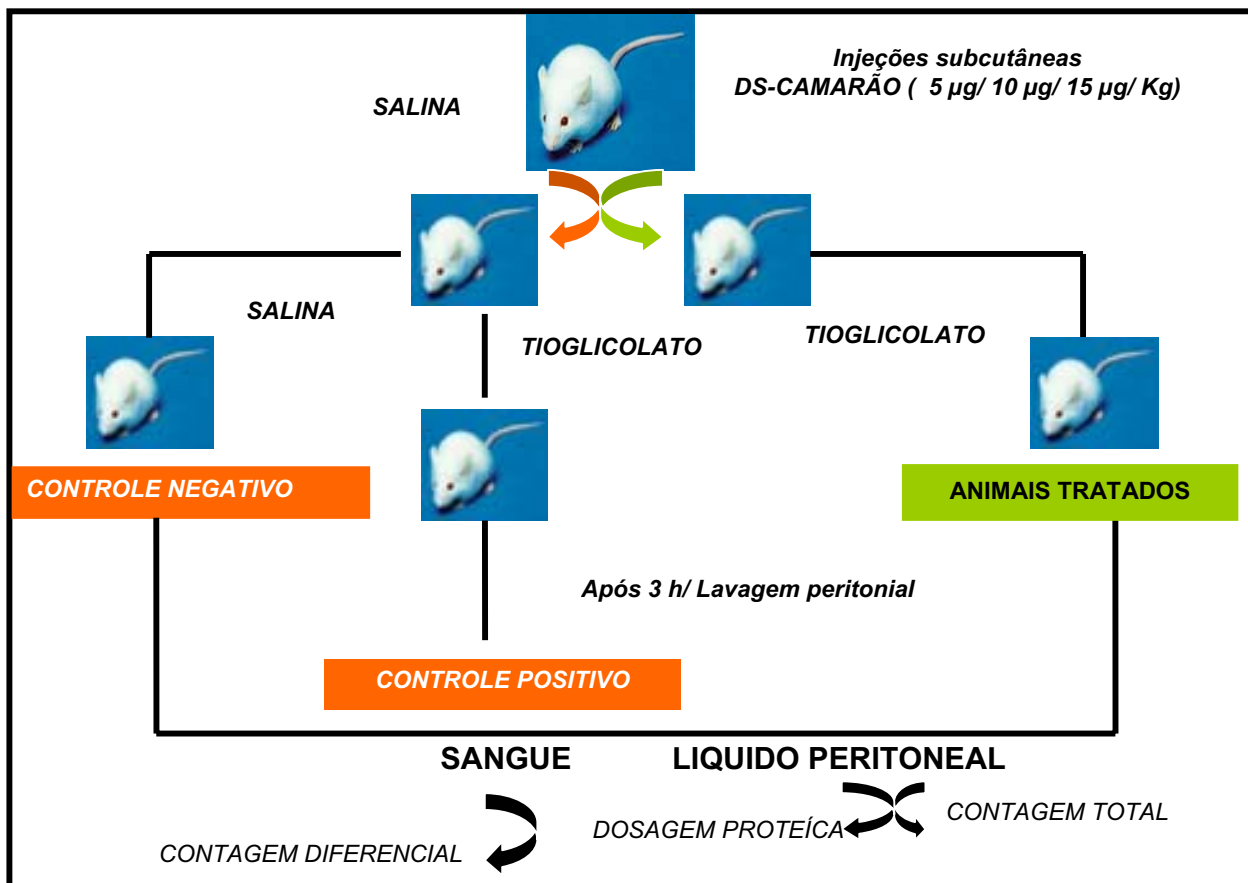 Injeções subcutâneas
DS-CAMARÃO ( 5 µg/ 10 µg/ 15 µg/ Kg)
SALINA
SALINA
TIOGLICOLATO
TIOGLICOLATO
CONTROLE NEGATIVO
ANIMAIS TRATADOS
Após 3 h/ Lavagem peritonial
CONTROLE POSITIVO
SANGUE
LIQUIDO PERITONEAL
DOSAGEM PROTEÍCA
CONTAGEM TOTAL
CONTAGEM DIFERENCIAL